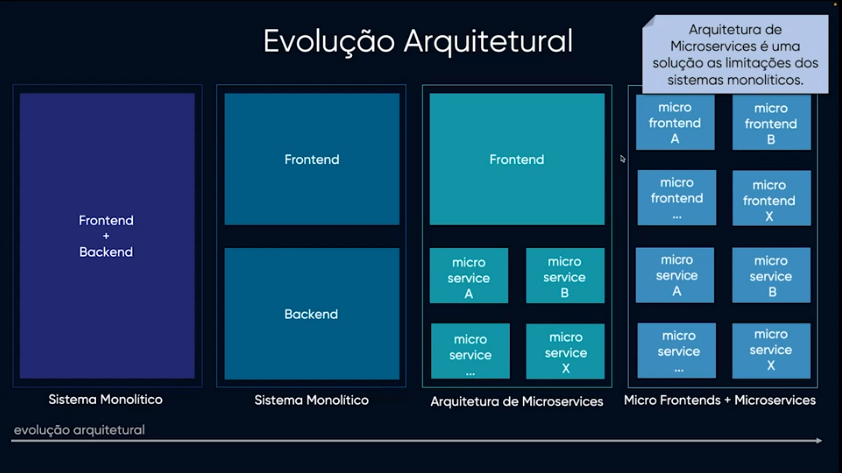 Evolução Arquitetural
Arquitetura de
Microservices é uma
solução as limitações dos
sistemas monolíticos.
Frontend
+
Backend
Sistema Monolítico
Frontend
Backend
Sistema Monolítico
Frontend
micro
service
A
micro
service
B
micro
service
...
micro
service
X
Arquitetura de Microservices
micro
frontend
A
micro
frontend
B
micro
frontend
...
micro
frontend
X
micro
service
A
micro
service
B
micro
service
...
micro
service
X
Micro Frontends + Microservices
evolução arquitetural